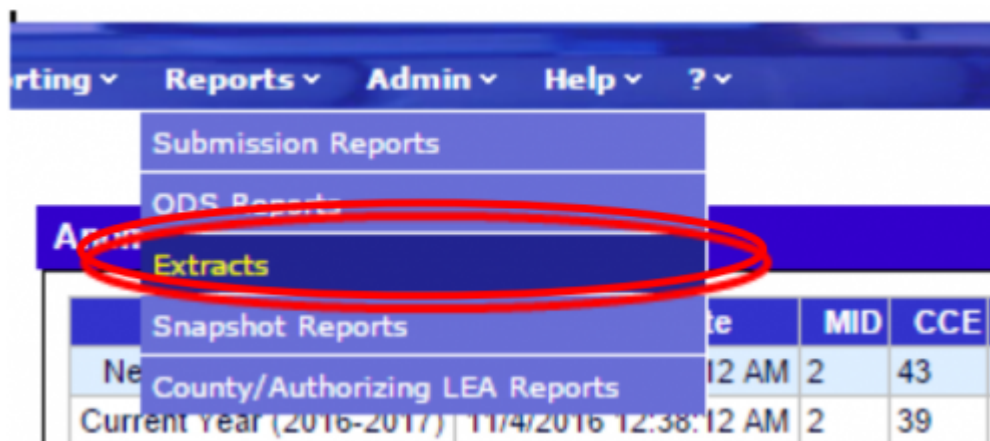 rting Reports Admin Help ?
Submission Reports
ODS Reports
Extracts
Snapshot Reports
te MID CCE
12 AM 2 43
County/Authorizing LEA Reports
Current Year (2016-2017) 11/4/2016 12:38:12 AM 2 39